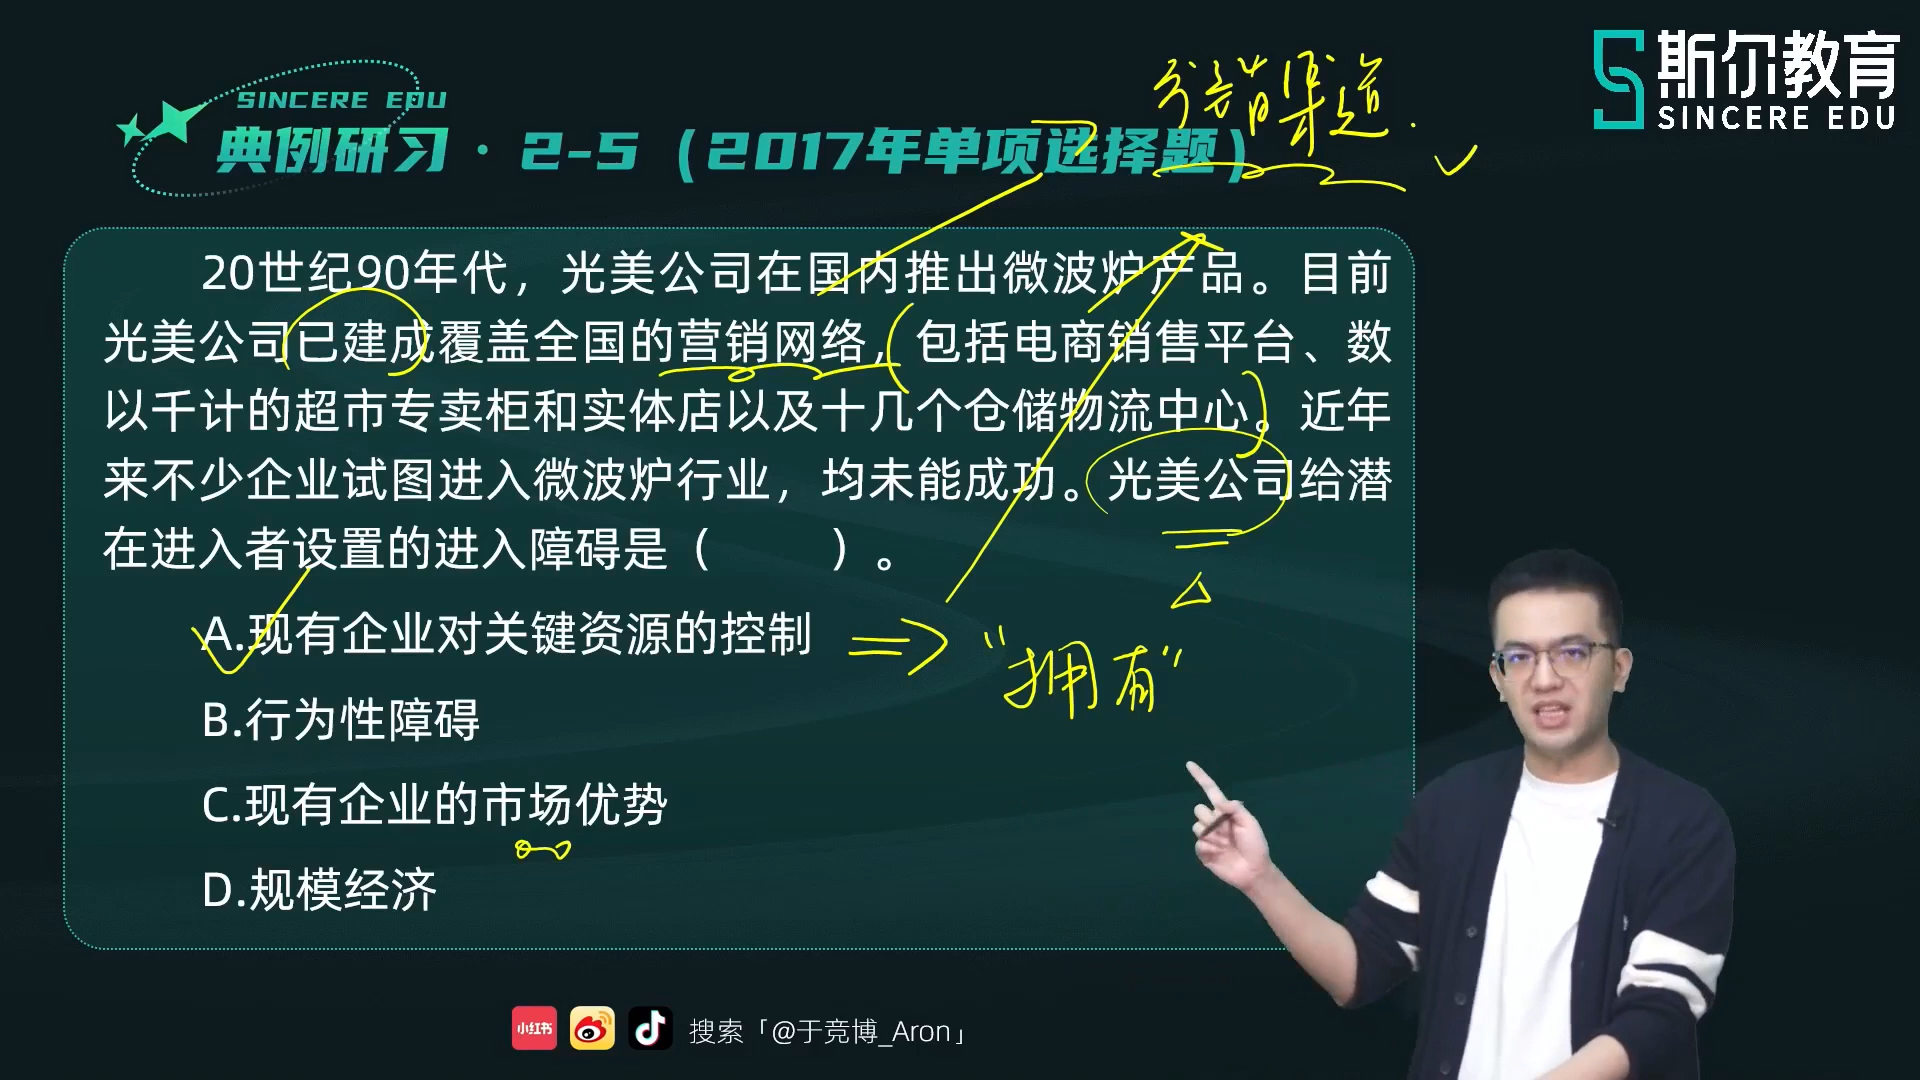 SINCERE EDU
典例研习·2-5（2017年单项选择题）
分销渠道.
斯尔教育
SINCERE EDU
20世纪90年代，光美公司在国内推出微波炉产品。目前
光美公司已建成覆盖全国的营销网络，包括电商销售平台、数
以千计的超市专卖柜和实体店以及十几个仓储物流中心。近年
来不少企业试图进入微波炉行业，均未能成功。光美公司给潜
在进入者设置的进入障碍是（　　）。
A.现有企业对关键资源的控制
"拥有"
B.行为性障碍
C.现有企业的市场优势
D.规模经济
小红书
搜索「@于竞博_Aron」